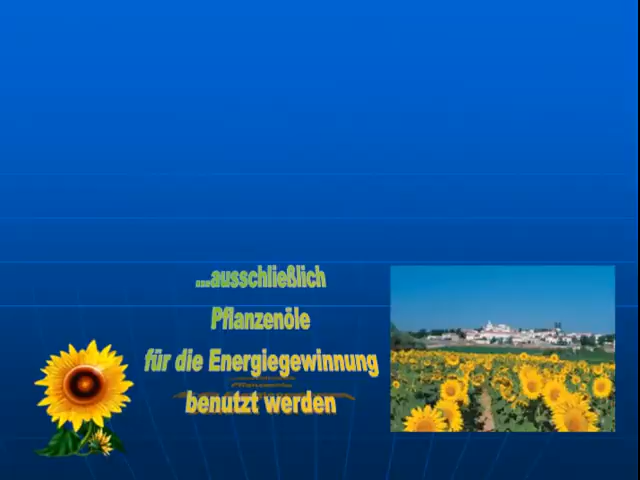 ....ausschließlich
Pflanzenöle
für die Energiegewinnung
benutzt werden